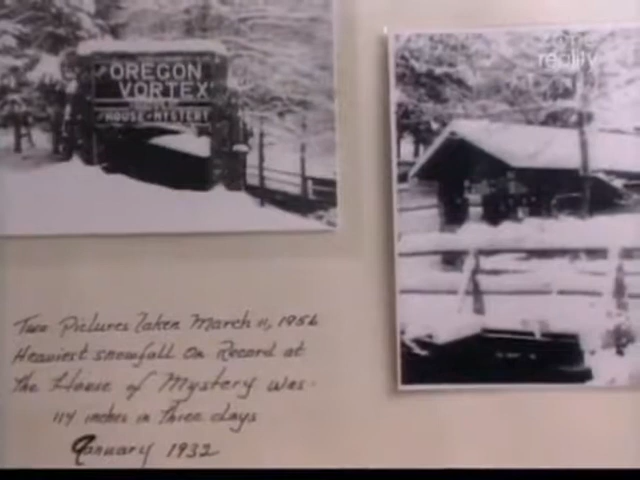 OREGON
VORTEX
HOUSE of MYSTERY
reality
Two Pictures Taken March 11, 1956
Heaviest snowfall On Record at
The House of Mystery was
114 inches in Three days
January 1932